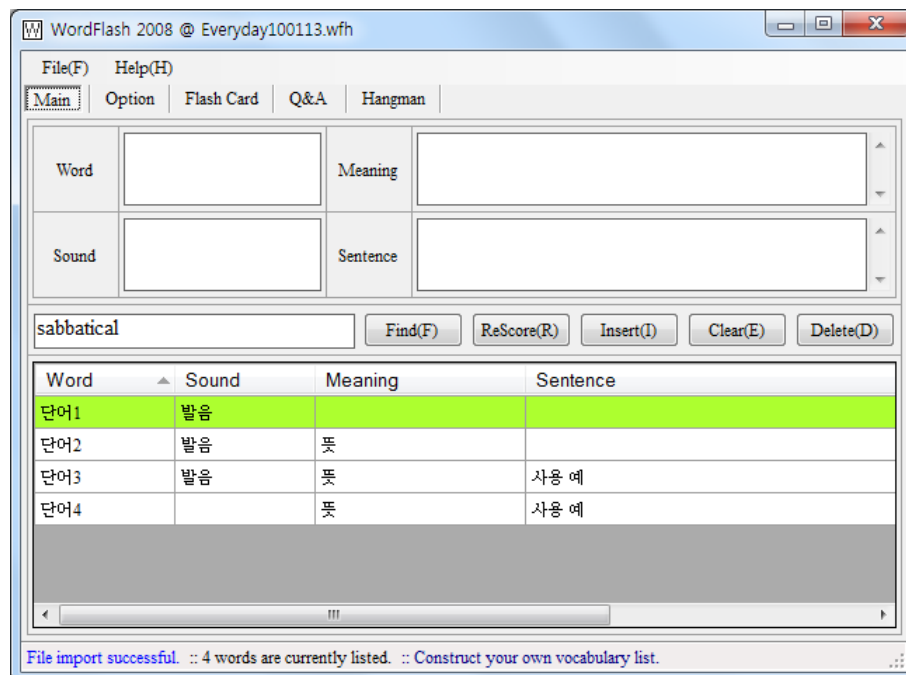 WordFlash 2008 @ Everyday100113.wfh
File(F) Help(H)
Main Option Flash Card Q&A Hangman
Word Meaning
Sound Sentence
sabbatical Find(F) ReScore(R) Insert(I) Clear(E) Delete(D)
Word Sound Meaning Sentence
단어1 발음
단어2 발음 뜻
단어3 발음 뜻 사용 예
단어4 뜻 사용 예
File import successful. :: 4 words are currently listed. :: Construct your own vocabulary list.